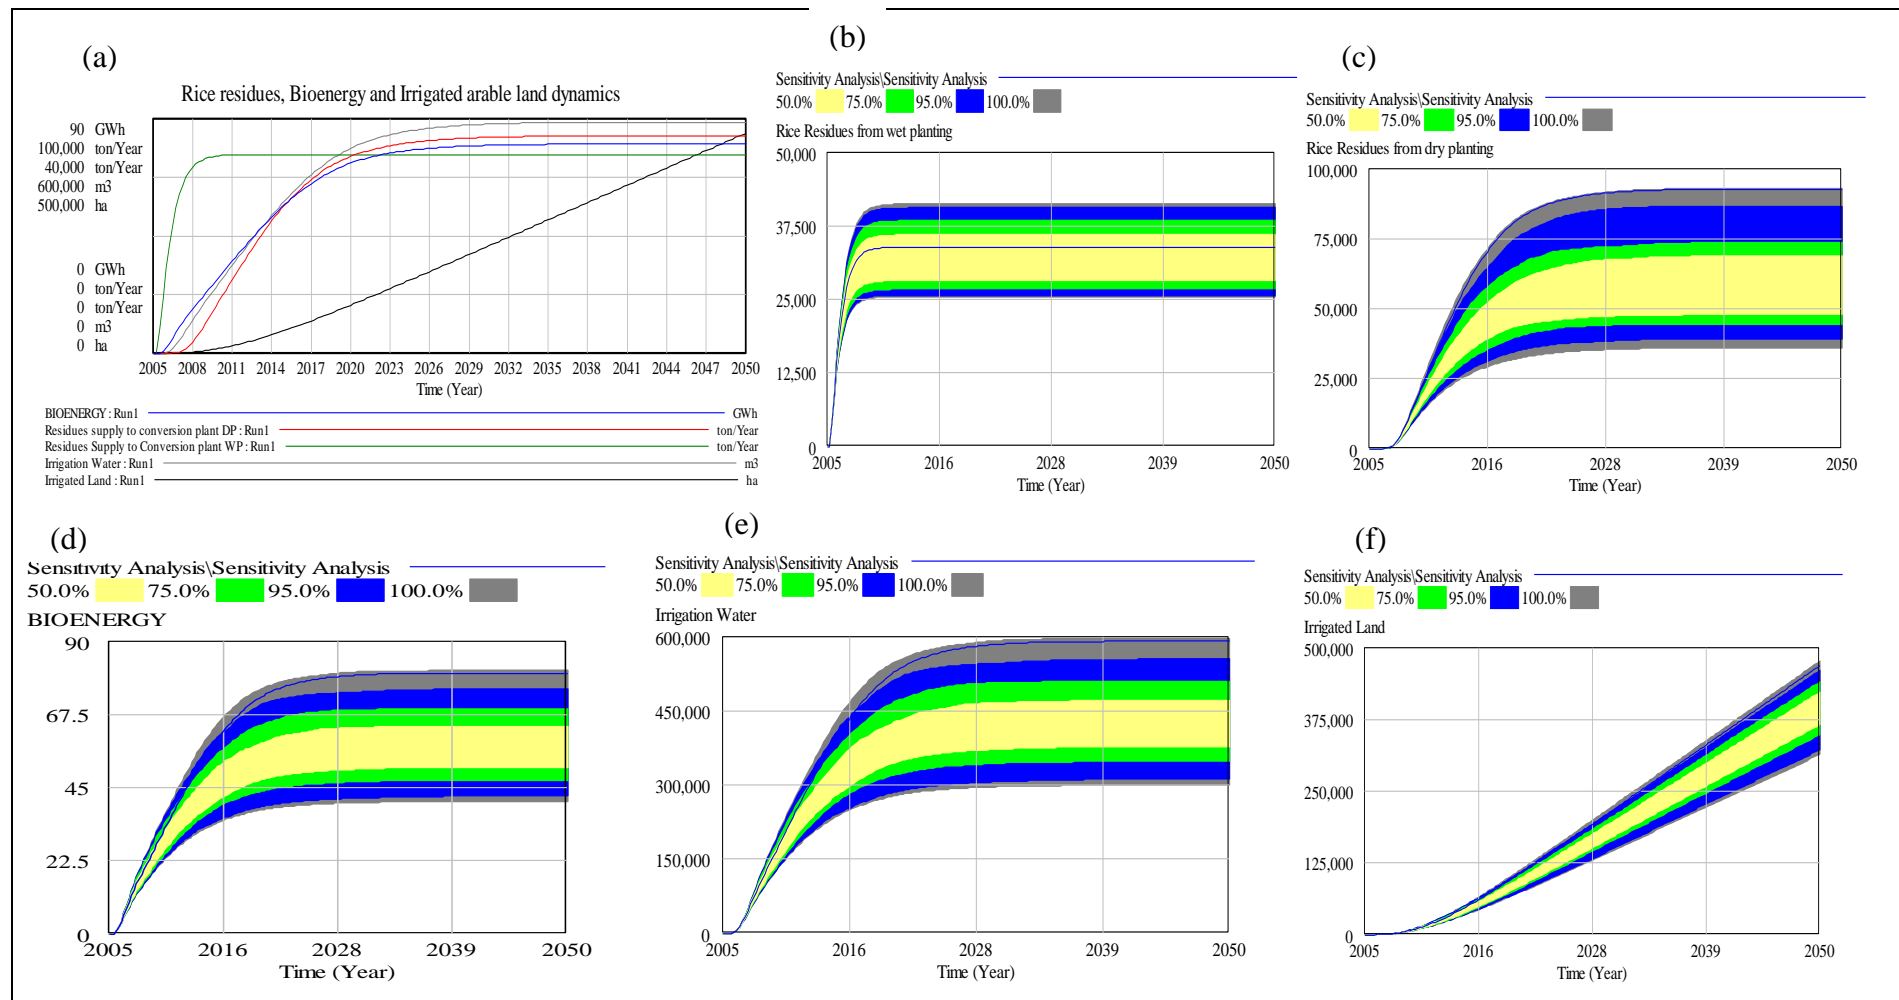 (a)
Rice residues, Bioenergy and Irrigated arable land dynamics
90 GWh
100,000 ton/Year
40,000 ton/Year
600,000 m3
500,000 ha
0 GWh
0 ton/Year
0 ton/Year
0 m3
0 ha
2005 2008 2011 2014 2017 2020 2023 2026 2029 2032 2035 2038 2041 2044 2047 2050
Time (Year)
BIOENERGY : Run1 GWh
Residues supply to conversion plant DP : Run1 ton/Year
Residues Supply to Conversion plant WP : Run1 ton/Year
Irrigation Water : Run1 m3
Irrigated Land : Run1 ha
(b)
Sensitivity Analysis\Sensitivity Analysis
50.0% 75.0% 95.0% 100.0%
Rice Residues from wet planting
50,000
37,500
25,000
12,500
0
2005 2016 2028 2039 2050
Time (Year)
(c)
Sensitivity Analysis\Sensitivity Analysis
50.0% 75.0% 95.0% 100.0%
Rice Residues from dry planting
100,000
75,000
50,000
25,000
0
2005 2016 2028 2039 2050
Time (Year)
(d)
Sensitivity Analysis\Sensitivity Analysis
50.0% 75.0% 95.0% 100.0%
BIOENERGY
90
67.5
45
22.5
0
2005 2016 2028 2039 2050
Time (Year)
(e)
Sensitivity Analysis\Sensitivity Analysis
50.0% 75.0% 95.0% 100.0%
Irrigation Water
600,000
450,000
300,000
150,000
0
2005 2016 2028 2039 2050
Time (Year)
(f)
Sensitivity Analysis\Sensitivity Analysis
50.0% 75.0% 95.0% 100.0%
Irrigated Land
500,000
375,000
250,000
125,000
0
2005 2016 2028 2039 2050
Time (Year)